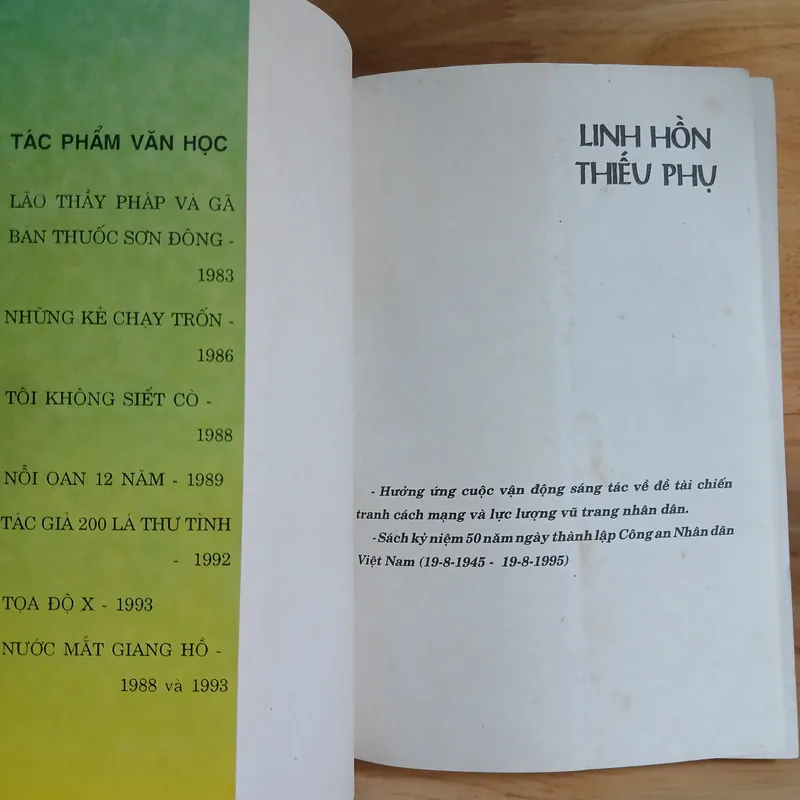 TÁC PHẨM VĂN HỌC
LÃO THẦY PHÁP VÀ GÃ
BAN THUỐC SƠN ĐÔNG -
1983
NHỮNG KẺ CHẠY TRỐN -
1986
TÔI KHÔNG SIẾT CÒ -
1988
NỖI OAN 12 NĂM - 1989
TÁC GIẢ 200 LÁ THƯ TÌNH
- 1992
TỌA ĐỘ X - 1993
NƯỚC MẮT GIANG HỒ -
1988 và 1993
LINH HỒN
THIẾU PHỤ
- Hưởng ứng cuộc vận động sáng tác về đề tài chiến
tranh cách mạng và lực lượng vũ trang nhân dân.
- Sách kỷ niệm 50 năm ngày thành lập Công an Nhân dân
Việt Nam (19-8-1945 - 19-8-1995)